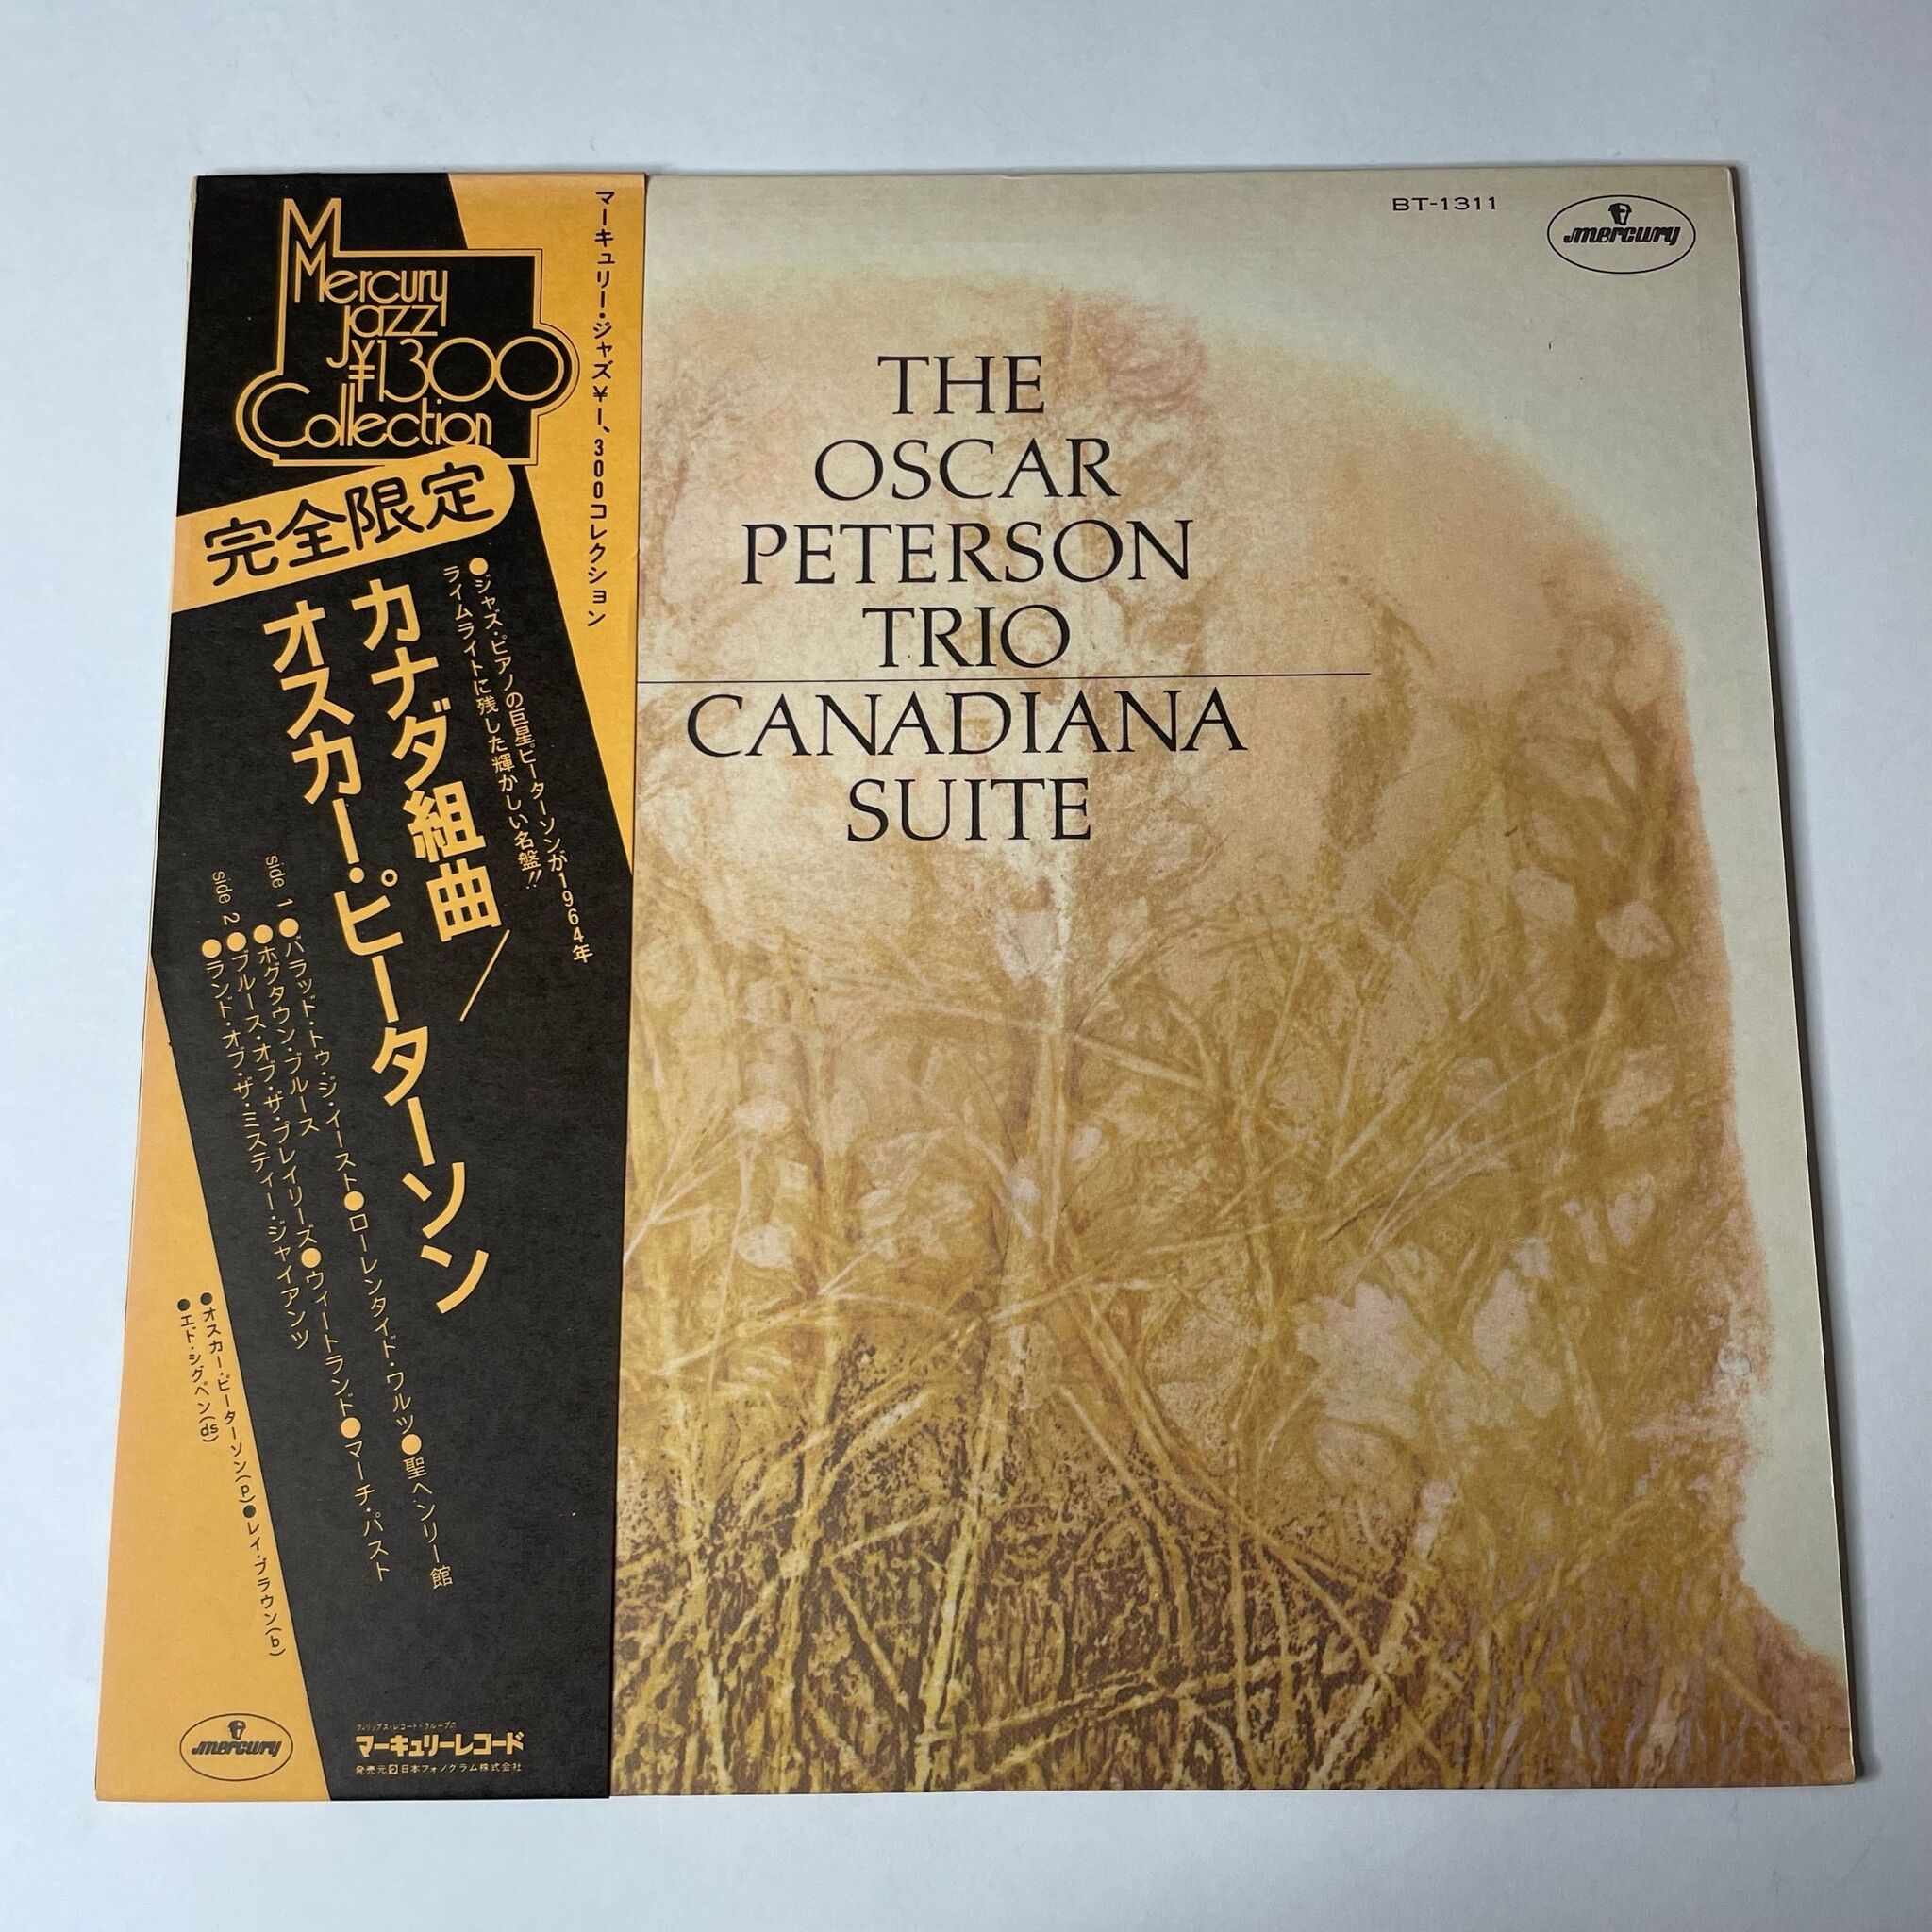 Mercury
jazz
¥1300
Collection
マーキュリー・ジャズ¥1、300コレクション
完全限定
●ジャズ・ピアノの巨星ピーターソンが1964年
ライムライトに残した輝かしい名盤!!
カナダ組曲/
オスカー・ピーターソン
side 1 ●バラッド・トゥ・ジ・イースト●ローレンタイド・ワルツ●聖ヘンリー館
●ホグタウン・ブルース
side 2 ●ブルース・オブ・ザ・プレイリーズ●ウィートランド●マーチ・パスト
●ランド・オブ・ザ・ミスティー・ジャイアンツ
●オスカー・ピーターソン(p)●レイ・ブラウン(b)
●エド・シグペン(ds)
mercury
フィリップス・レコード・グループの
マーキュリーレコード
発売元 日本フォノグラム株式会社
BT-1311
mercury
THE
OSCAR
PETERSON
TRIO
CANADIANA
SUITE